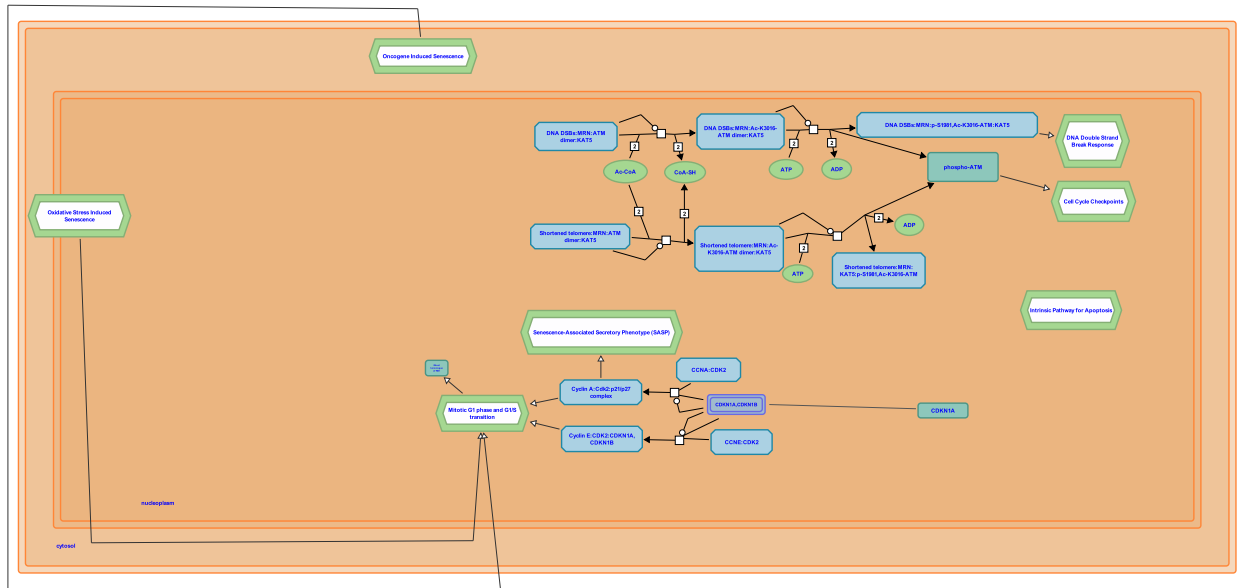 Oncogene Induced Senescence
DNA DSBs:MRN:ATM
dimer:KAT5
2
Ac-CoA
2
CoA-SH
DNA DSBs:MRN:Ac-K3016-
ATM dimer:KAT5
2
ATP
2
ADP
DNA DSBs:MRN:p-S1981,Ac-K3016-ATM:KAT5
DNA Double Strand
Break Response
phospho-ATM
Cell Cycle Checkpoints
Oxidative Stress Induced
Senescence
2
2
Shortened telomere:MRN:ATM
dimer:KAT5
Shortened telomere:MRN:Ac-
K3016-ATM dimer:KAT5
2
ATP
2
ADP
Shortened telomere:MRN:
KAT5:p-S1981,Ac-K3016-ATM
Intrinsic Pathway for Apoptosis
Senescence-Associated Secretory Phenotype (SASP)
CCNA:CDK2
Cyclin A:Cdk2:p21/p27
complex
CDKN1A,CDKN1B
CDKN1A
Mitotic G1 phase and G1/S
transition
Cyclin E:CDK2:CDKN1A,
CDKN1B
CCNE:CDK2
nucleoplasm
cytosol